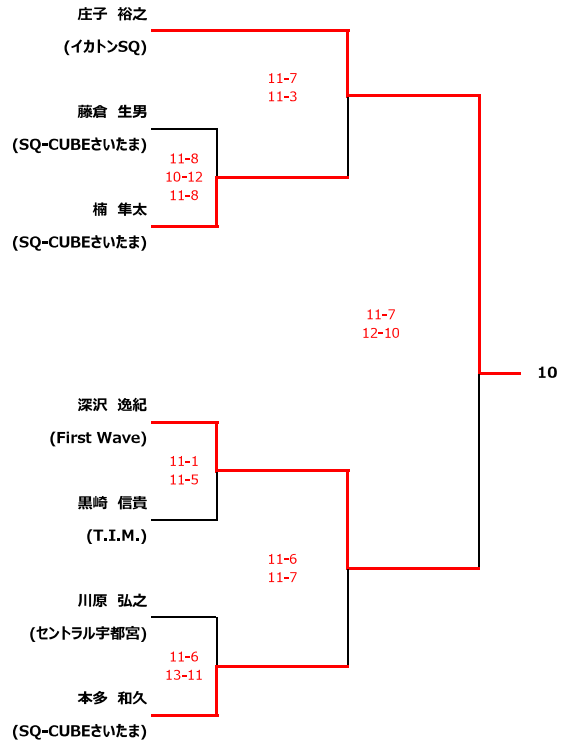 庄子 裕之
(イカトンSQ)
11-7
11-3
藤倉 生男
(SQ-CUBEさいたま)
11-8
10-12
11-8
楠 隼太
(SQ-CUBEさいたま)
11-7
12-10
10
深沢 逸紀
(First Wave)
11-1
11-5
黒崎 信貴
(T.I.M.)
11-6
11-7
川原 弘之
(セントラル宇都宮)
11-6
13-11
本多 和久
(SQ-CUBEさいたま)